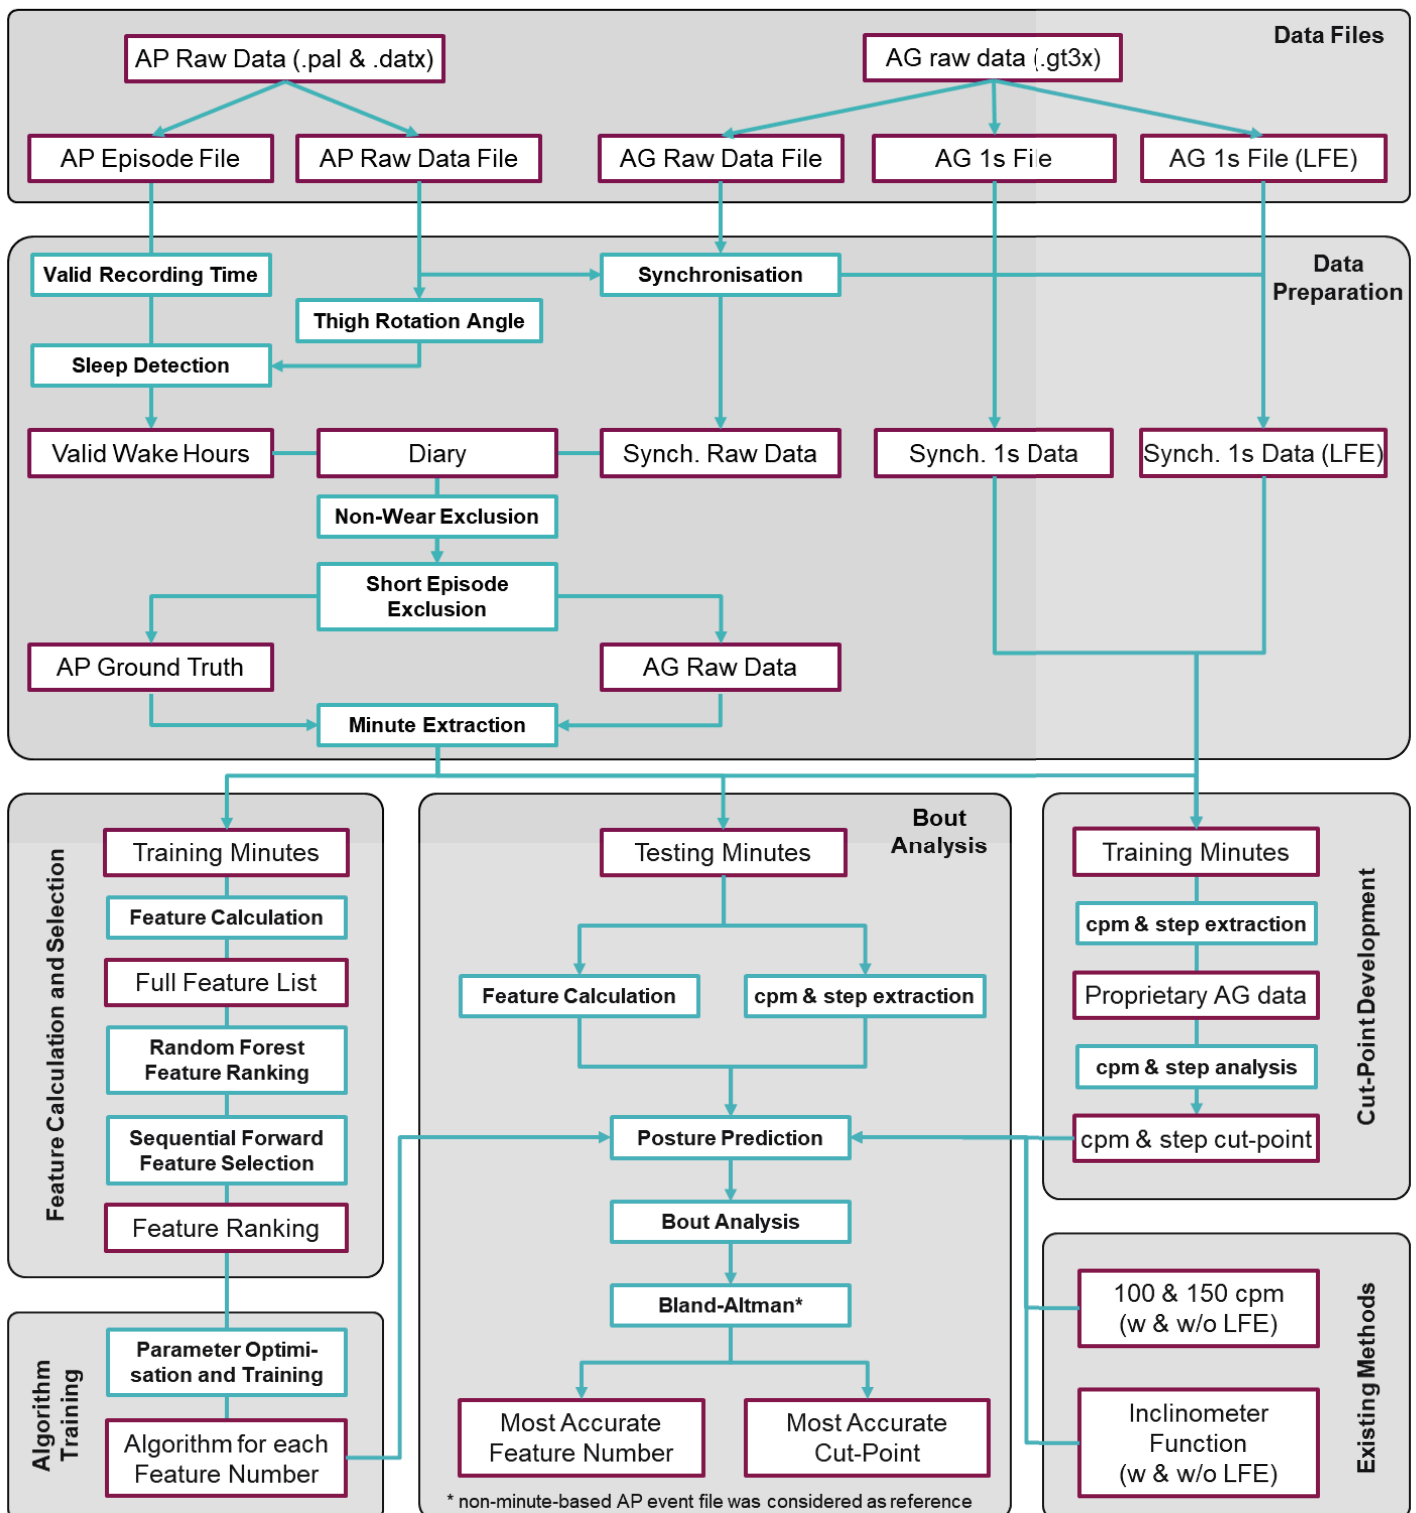 Data Files
AP Raw Data (.pal & .datx)
AG raw data (.gt3x)
AP Episode File
AP Raw Data File
AG Raw Data File
AG 1s File
AG 1s File (LFE)
Data
Preparation
Valid Recording Time
Synchronisation
Thigh Rotation Angle
Sleep Detection
Valid Wake Hours
Diary
Synch. Raw Data
Synch. 1s Data
Synch. 1s Data (LFE)
Non-Wear Exclusion
Short Episode
Exclusion
AP Ground Truth
AG Raw Data
Minute Extraction
Feature Calculation and Selection
Training Minutes
Feature Calculation
Full Feature List
Random Forest
Feature Ranking
Sequential Forward
Feature Selection
Feature Ranking
Algorithm
Training
Parameter Optimi-
sation and Training
Algorithm for each
Feature Number
Bout
Analysis
Testing Minutes
Feature Calculation
cpm & step extraction
Posture Prediction
Bout Analysis
Bland-Altman*
Most Accurate
Feature Number
Most Accurate
Cut-Point
* non-minute-based AP event file was considered as reference
Cut-Point Development
Training Minutes
cpm & step extraction
Proprietary AG data
cpm & step analysis
cpm & step cut-point
Existing Methods
100 & 150 cpm
(w & w/o LFE)
Inclinometer
Function
(w & w/o LFE)